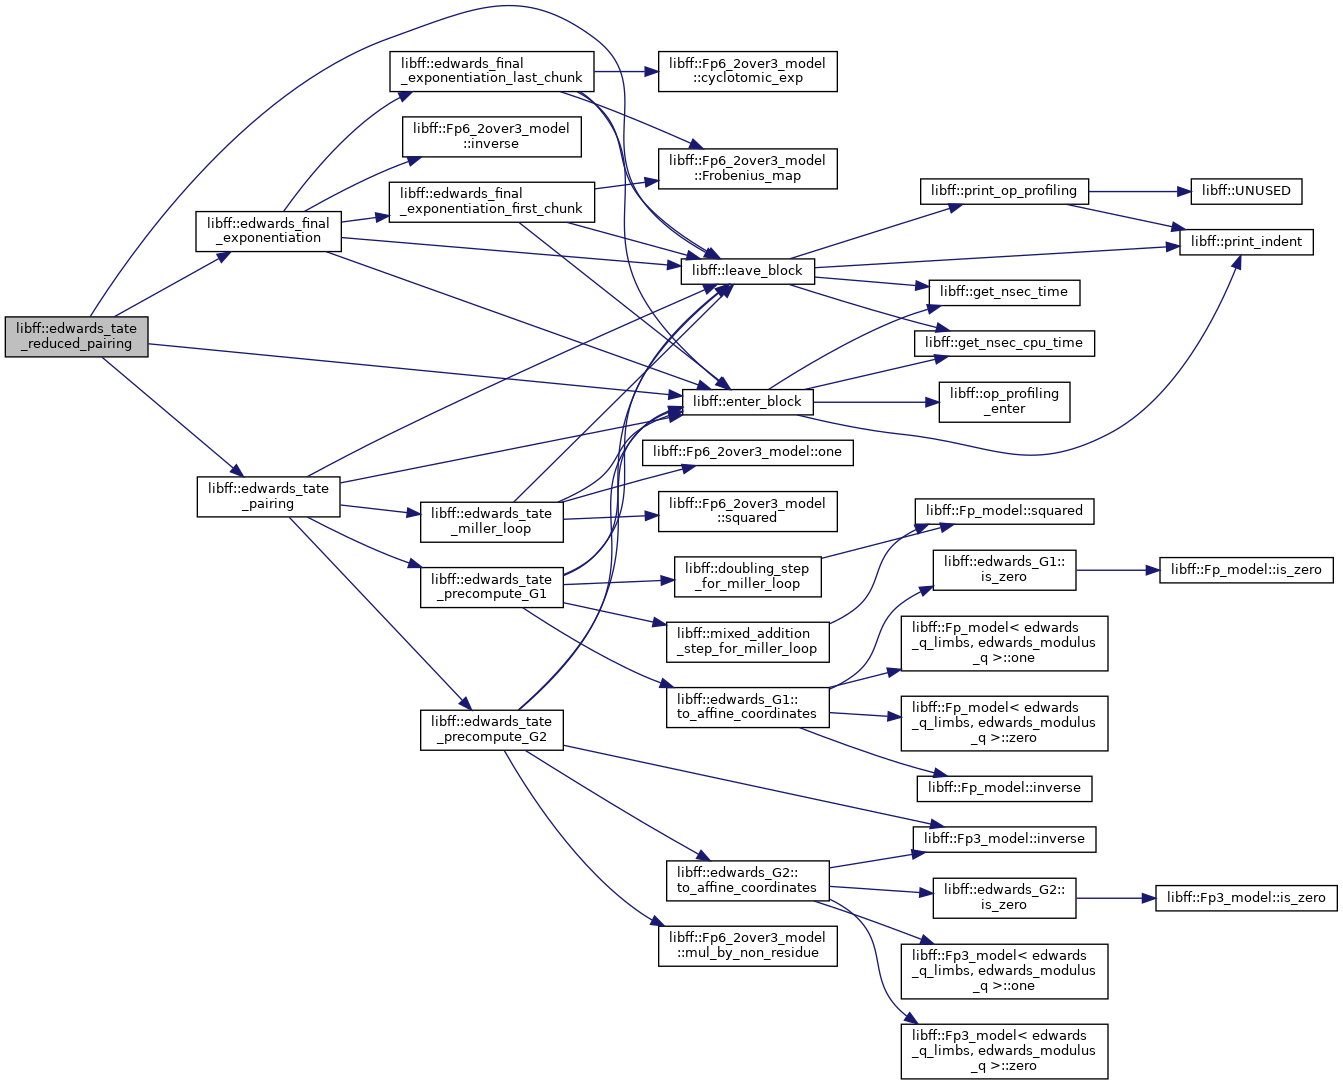 libff::edwards_tate
_reduced_pairing
libff::edwards_final
_exponentiation
libff::edwards_tate
_pairing
libff::edwards_final
_exponentiation_last_chunk
libff::Fp6_2over3_model
::inverse
libff::edwards_final
_exponentiation_first_chunk
libff::edwards_tate
_miller_loop
libff::edwards_tate
_precompute_G1
libff::edwards_tate
_precompute_G2
libff::Fp6_2over3_model
::cyclotomic_exp
libff::Fp6_2over3_model
::Frobenius_map
libff::leave_block
libff::enter_block
libff::Fp6_2over3_model::one
libff::Fp6_2over3_model
::squared
libff::doubling_step
_for_miller_loop
libff::mixed_addition
_step_for_miller_loop
libff::edwards_G1::
to_affine_coordinates
libff::edwards_G2::
to_affine_coordinates
libff::Fp6_2over3_model
::mul_by_non_residue
libff::print_op_profiling
libff::get_nsec_time
libff::get_nsec_cpu_time
libff::op_profiling
_enter
libff::Fp_model::squared
libff::edwards_G1::
is_zero
libff::Fp_model< edwards
_q_limbs, edwards_modulus
_q >::one
libff::Fp_model< edwards
_q_limbs, edwards_modulus
_q >::zero
libff::Fp_model::inverse
libff::Fp3_model::inverse
libff::edwards_G2::
is_zero
libff::Fp3_model< edwards
_q_limbs, edwards_modulus
_q >::one
libff::Fp3_model< edwards
_q_limbs, edwards_modulus
_q >::zero
libff::UNUSED
libff::print_indent
libff::Fp_model::is_zero
libff::Fp3_model::is_zero